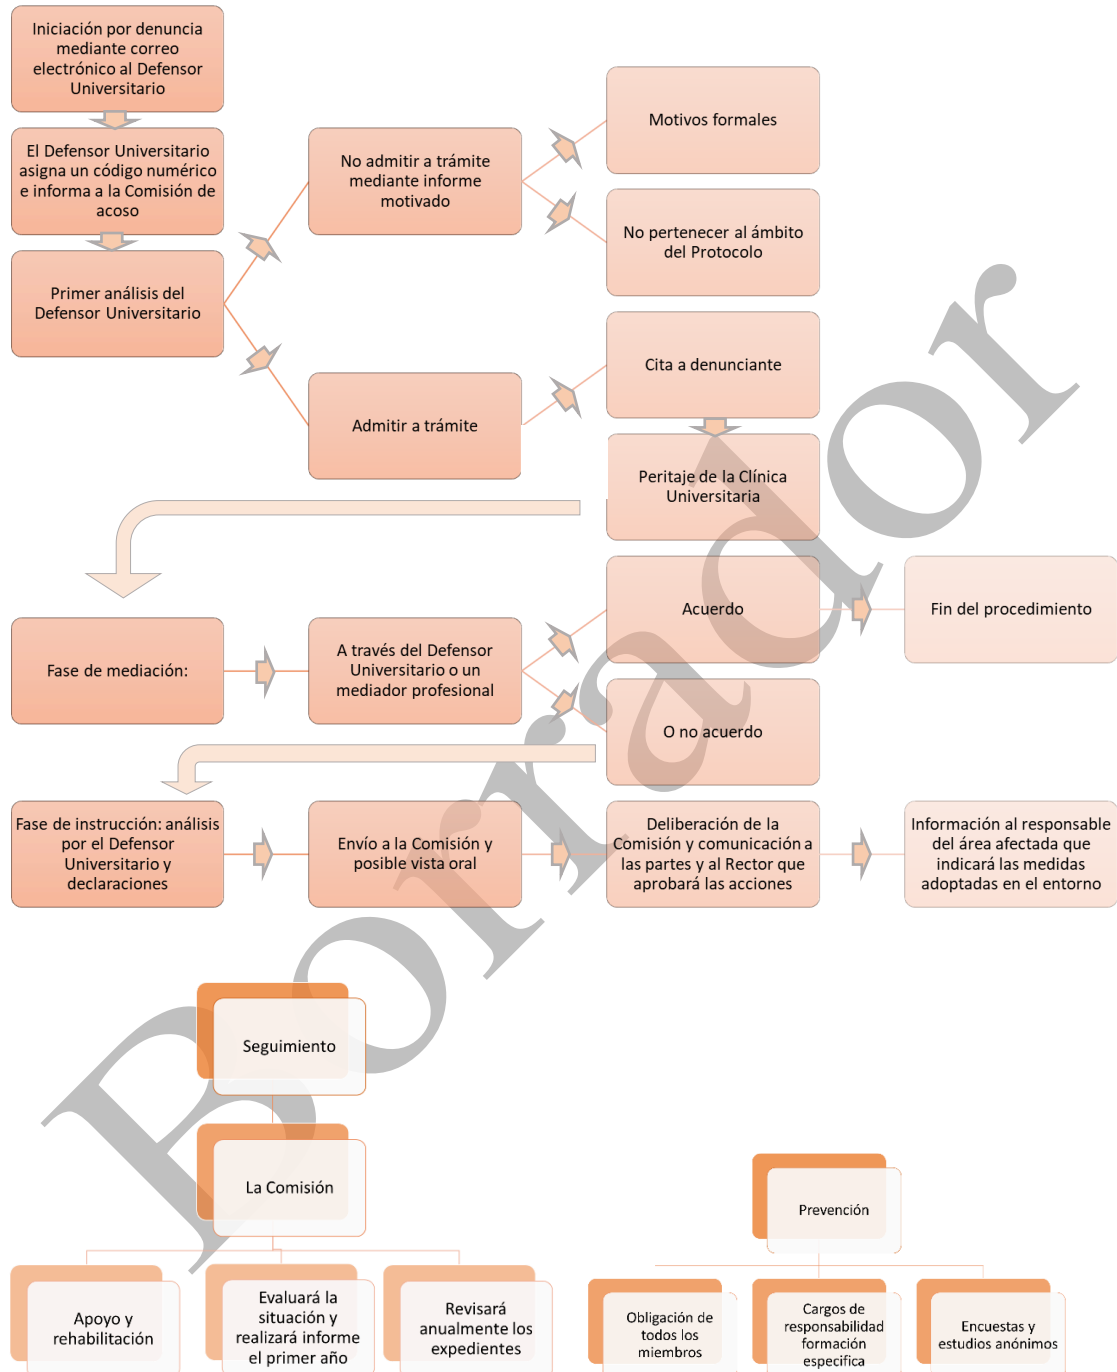 Iniciación por denuncia
mediante correo
electrónico al Defensor
Universitario
El Defensor Universitario
asigna un código numérico
e informa a la Comisión de
acoso
Primer análisis del
Defensor Universitario
No admitir a trámite
mediante informe
motivado
Motivos formales
No pertenecer al ámbito
del Protocolo
Admitir a trámite
Cita a denunciante
Peritaje de la Clínica
Universitaria
Fase de mediación:
A través del Defensor
Universitario o un
mediador profesional
Acuerdo
Fin del procedimiento
O no acuerdo
Fase de instrucción: análisis
por el Defensor
Universitario y
declaraciones
Envío a la Comisión y
posible vista oral
Deliberación de la
Comisión y comunicación a
las partes y al Rector que
aprobará las acciones
Información al responsable
del área afectada que
indicará las medidas
adoptadas en el entorno
Borrador
Seguimiento
La Comisión
Apoyo y
rehabilitación
Evaluará la
situación y
realizará informe
el primer año
Revisará
anualmente los
expedientes
Prevención
Obligación de
todos los
miembros
Cargos de
responsabilidad
formación
especifica
Encuestas y
estudios anónimos